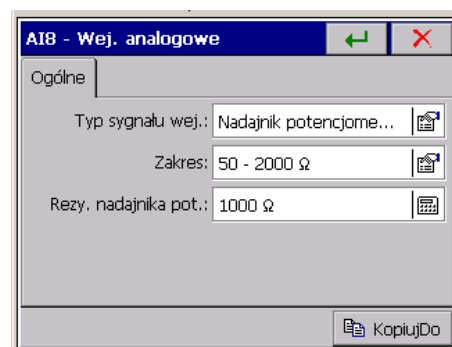 AI8 - Wej. analogowe
Ogólne
Typ sygnału wej.: Nadajnik potencjome...
Zakres: 50 - 2000 Ω
Rezy. nadajnika pot.: 1000 Ω
KopiujDo